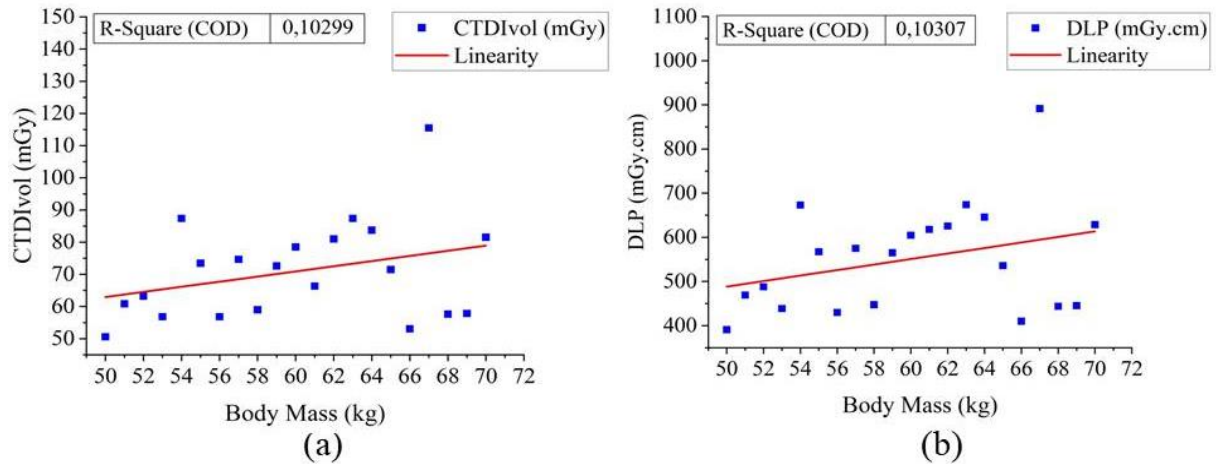 R-Square (COD) 0,10299
CTDIvol (mGy)
Linearity
150
140
130
120
110
100
90
80
70
60
50
CTDIvol (mGy)
50 52 54 56 58 60 62 64 66 68 70 72
Body Mass (kg)
(a)
R-Square (COD) 0,10307
DLP (mGy.cm)
Linearity
1100
1000
900
800
700
600
500
400
DLP (mGy.cm)
50 52 54 56 58 60 62 64 66 68 70 72
Body Mass (kg)
(b)